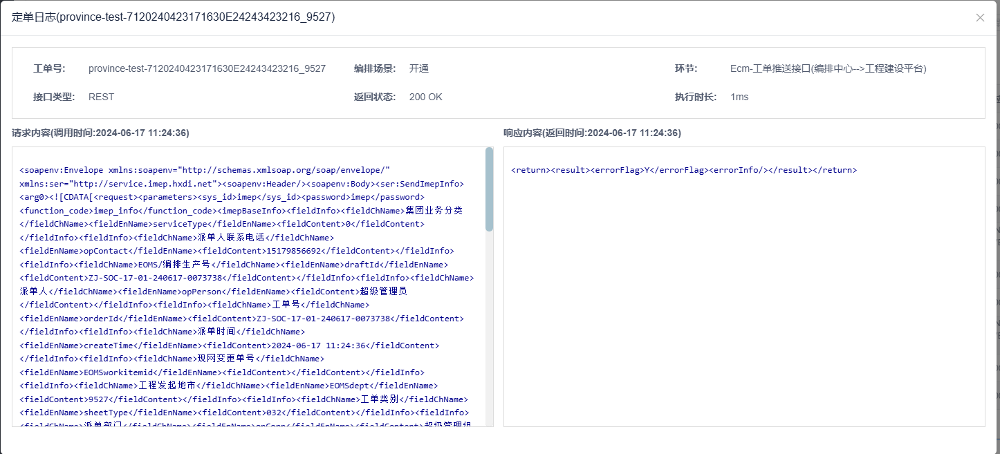 定单日志(province-test-7120240423171630E24243423216_9527)
工单号: province-test-7120240423171630E24243423216_9527 编排场景: 开通 环节: Ecm-工单推送接口(编排中心-->工程建设平台)
接口类型: REST 返回状态: 200 OK 执行时长: 1ms
请求内容(调用时间:2024-06-17 11:24:36)
<soapenv:Envelope xmlns:soapenv="http://schemas.xmlsoap.org/soap/envelope/"
xmlns:ser="http://service.imep.hxdi.net"><soapenv:Header/><soapenv:Body><ser:SendImepInfo>
<arg0><![CDATA[<request><parameters><sys_id>imep</sys_id><password>imep</password>
<function_code>imep_info</function_code><imepBaseInfo><fieldInfo><fieldChName>集团业务分类
</fieldChName><fieldEnName>serviceType</fieldEnName><fieldContent>0</fieldContent>
</fieldInfo><fieldInfo><fieldChName>派单人联系电话</fieldChName>
<fieldEnName>opContact</fieldEnName><fieldContent>15179856692</fieldContent></fieldInfo>
<fieldInfo><fieldChName>EOMS/编排生产号</fieldChName><fieldEnName>draftId</fieldEnName>
<fieldContent>ZJ-SOC-17-01-240617-0073738</fieldContent></fieldInfo><fieldInfo><fieldChName>
派单人</fieldChName><fieldEnName>opPerson</fieldEnName><fieldContent>超级管理员
</fieldContent></fieldInfo><fieldInfo><fieldChName>工单号</fieldChName>
<fieldEnName>orderId</fieldEnName><fieldContent>ZJ-SOC-17-01-240617-0073738</fieldContent>
</fieldInfo><fieldInfo><fieldChName>派单时间</fieldChName>
<fieldEnName>createTime</fieldEnName><fieldContent>2024-06-17 11:24:36</fieldContent>
</fieldInfo><fieldInfo><fieldChName>现网变更单号</fieldChName>
<fieldEnName>EOMSworkitemid</fieldEnName><fieldContent></fieldContent></fieldInfo>
<fieldInfo><fieldChName>工程发起地市</fieldChName><fieldEnName>EOMSdept</fieldEnName>
<fieldContent>9527</fieldContent></fieldInfo><fieldInfo><fieldChName>工单类别</fieldChName>
<fieldEnName>sheetType</fieldEnName><fieldContent>032</fieldContent></fieldInfo><fieldInfo>
<fieldChName>派单部门</fieldChName><fieldEnName>opCorp</fieldEnName><fieldContent>超级管理组
响应内容(返回时间:2024-06-17 11:24:36)
<return><result><errorFlag>Y</errorFlag><errorInfo/></result></return>